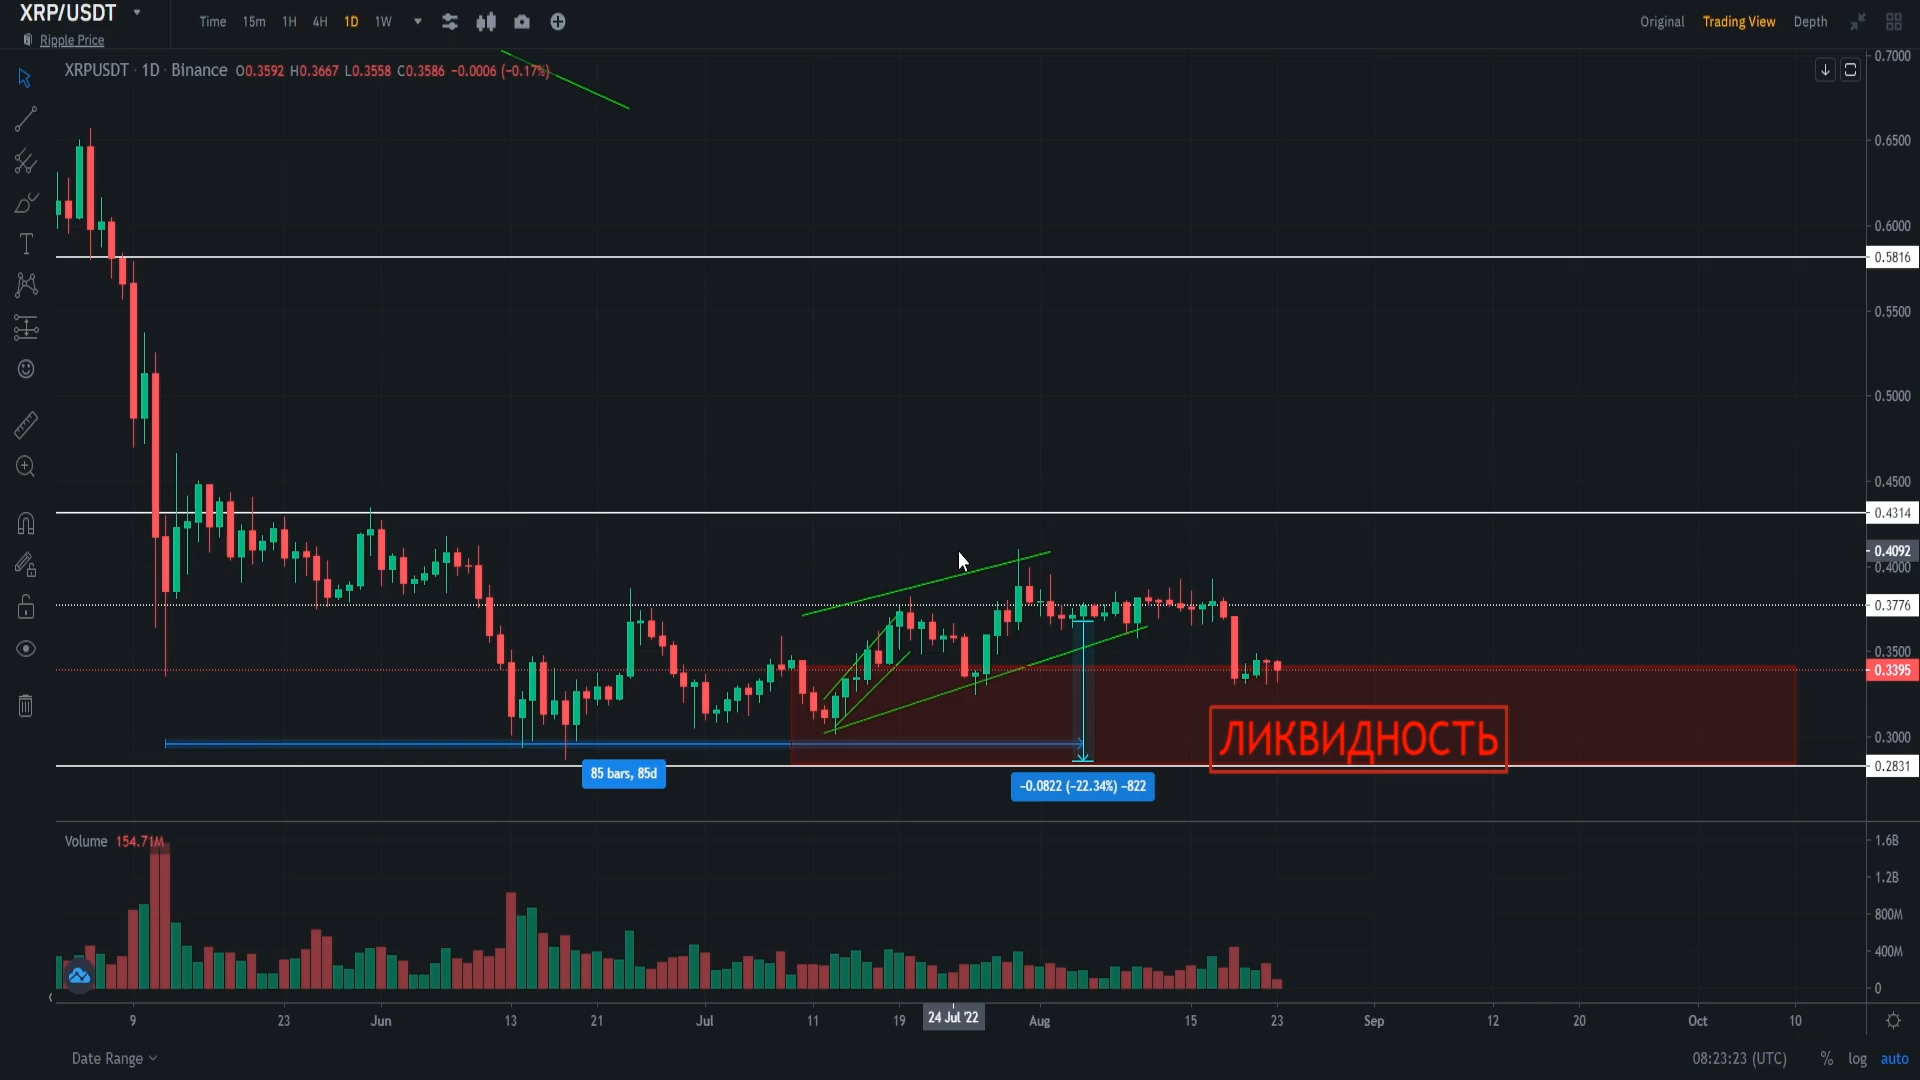 XRP/USDT
Ripple Price
Time 15m 1H 4H 1D 1W
Original Trading View Depth
XRPUSDT · 1D · Binance O0.3592 H0.3667 L0.3558 C0.3586 −0.0006 (−0.17%)
0.7000
0.6500
0.6000
0.5816
0.5500
0.5000
0.4500
0.4314
0.4092
0.4000
0.3776
0.3500
0.3395
0.3000
0.2831
ЛИКВИДНОСТЬ
85 bars, 85d
−0.0822 (−22.34%) −822
Volume 154.71M
1.6B
1.2B
800M
400M
0
9 23 Jun 13 21 Jul 11 19 24 Jul '22 Aug 15 23 Sep 12 20 Oct 10
Date Range
08:23:23 (UTC) % log auto